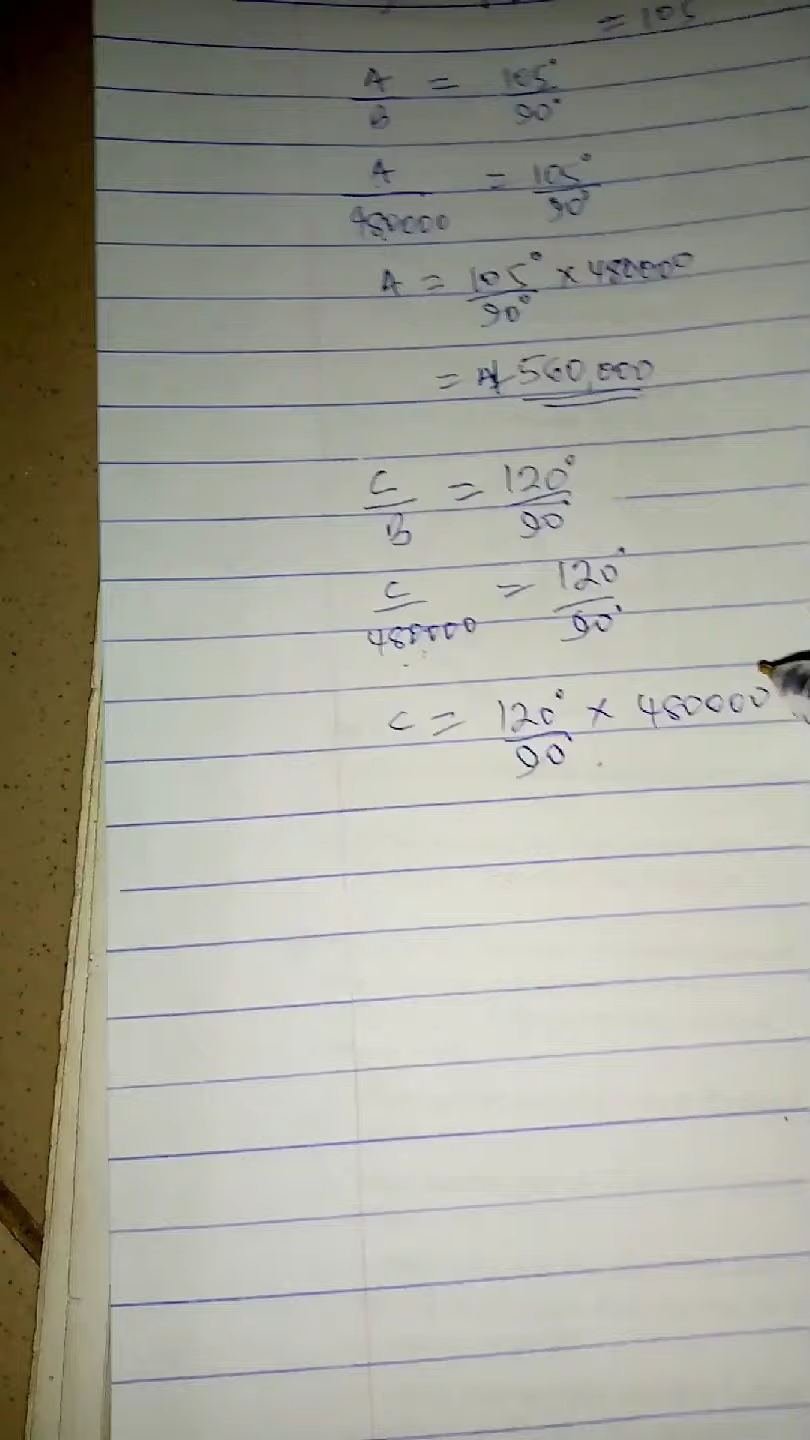 = 105
A/B = 105°/90°
A/480000 = 105°/90°
A = 105°/90° × 480000
= ₦560,000
C/B = 120°/90°
C/480000 = 120°/90°
C = 120°/90° × 480000